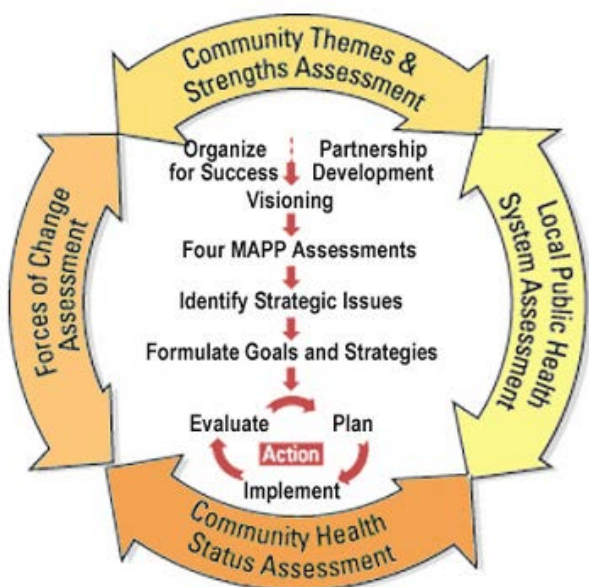 Community Themes &
Strengths Assessment
Organize
for Success
Partnership
Development
Visioning
Four MAPP Assessments
Identify Strategic Issues
Formulate Goals and Strategies
Evaluate
Plan
Action
Implement
Forces of Change
Assessment
Local Public Health
System Assessment
Community Health
Status Assessment